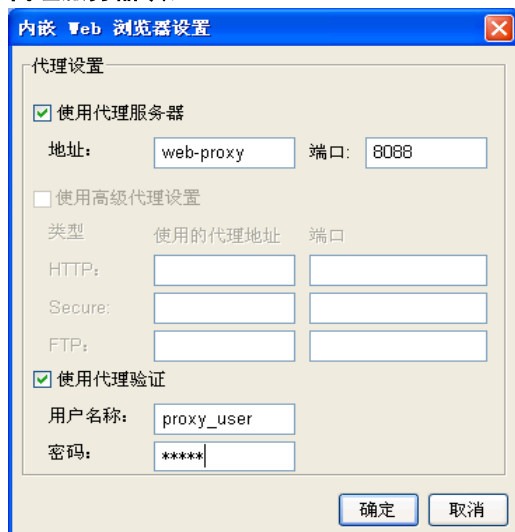 内嵌 Web 浏览器设置
代理设置
使用代理服务器
地址: web-proxy 端口: 8088
使用高级代理设置
类型 使用的代理地址 端口
HTTP:
Secure:
FTP:
使用代理验证
用户名称: proxy_user
密码: *****
确定 取消